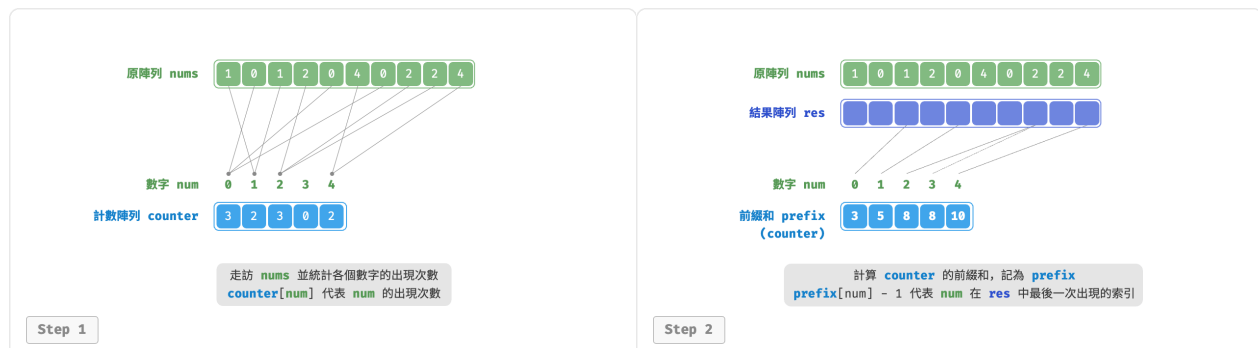 原陣列 nums 1 0 1 2 0 4 0 2 2 4
數字 num 0 1 2 3 4
計數陣列 counter 3 2 3 0 2
走訪 nums 並統計各個數字的出現次數
counter[num] 代表 num 的出現次數
Step 1
原陣列 nums 1 0 1 2 0 4 0 2 2 4
結果陣列 res
數字 num 0 1 2 3 4
前綴和 prefix 3 5 8 8 10
(counter)
計算 counter 的前綴和，記為 prefix
prefix[num] - 1 代表 num 在 res 中最後一次出現的索引
Step 2